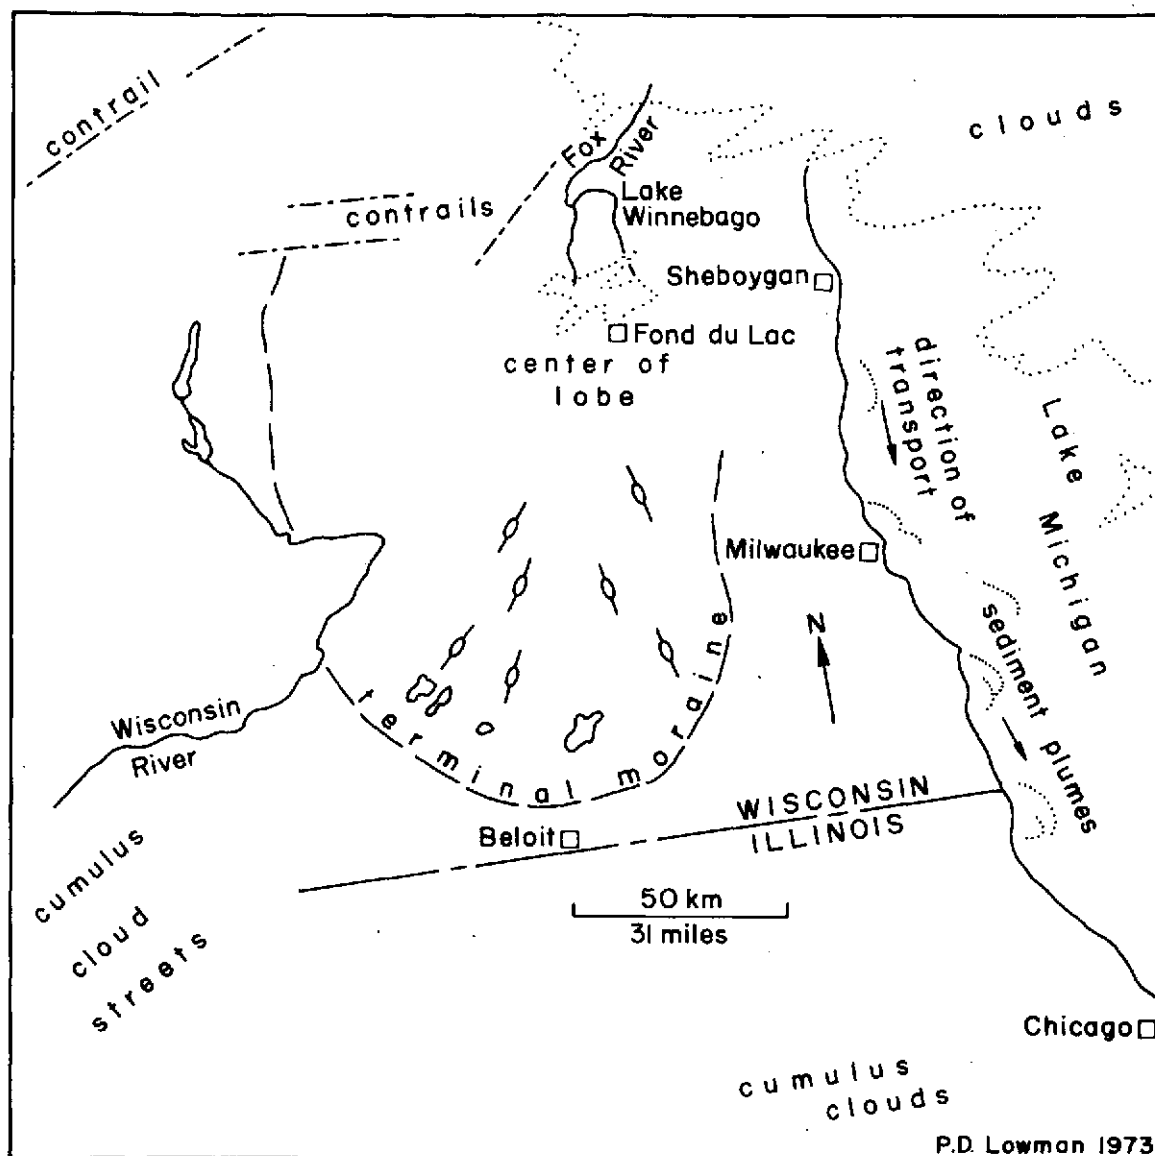 contrail
clouds
Fox
River
Lake
Winnebago
contrails
Sheboygan
Fond du Lac
center of
lobe
direction of
transport
Lake Michigan
Milwaukee
N
sediment plumes
terminal moraine
Wisconsin
River
WISCONSIN
ILLINOIS
Beloit
cumulus
cloud
streets
50 km
31 miles
Chicago
cumulus
clouds
P.D. Lowman 1973